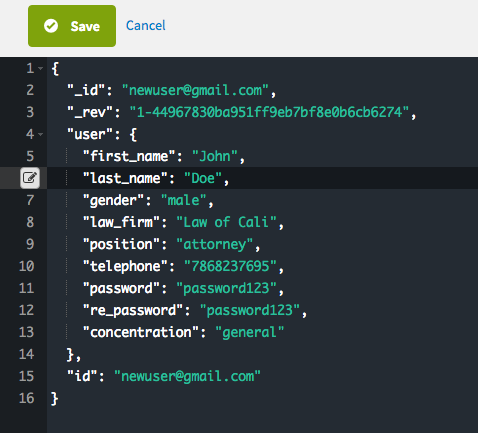 Save Cancel
1 {
2 "_id": "newuser@gmail.com",
3 "_rev": "1-44967830ba951ff9eb7bf8e0b6cb6274",
4 "user": {
5 "first_name": "John",
"last_name": "Doe",
7 "gender": "male",
8 "law_firm": "Law of Cali",
9 "position": "attorney",
10 "telephone": "7868237695",
11 "password": "password123",
12 "re_password": "password123",
13 "concentration": "general"
14 },
15 "id": "newuser@gmail.com"
16 }